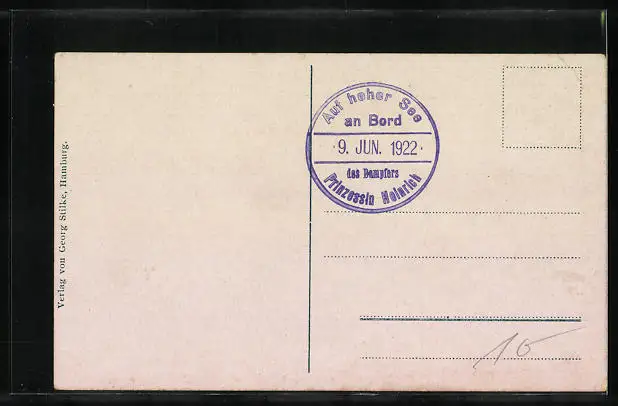 Verlag von Georg Stilke, Hamburg.
Auf hoher See
an Bord
9. JUN. 1922
des Dampfers
Prinzessin Heinrich
10